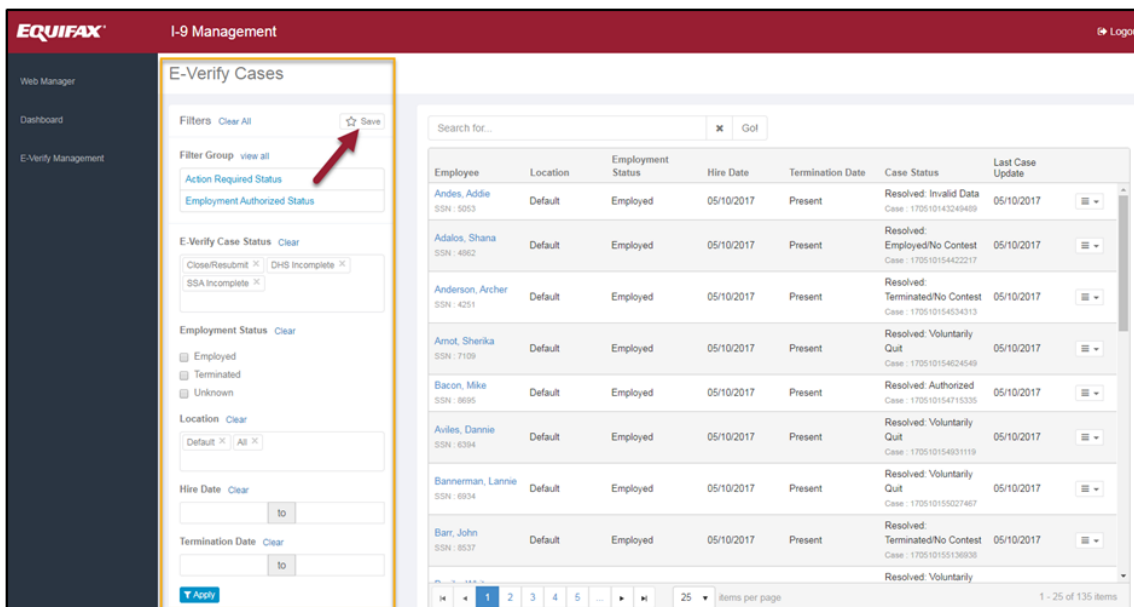 EQUIFAX I-9 Management Logou
Web Manager
Dashboard
E-Verify Management
E-Verify Cases
Filters Clear All Save
Filter Group view all
Action Required Status
Employment Authorized Status
E-Verify Case Status Clear
Close/Resubmit × DHS Incomplete ×
SSA Incomplete ×
Employment Status Clear
Employed
Terminated
Unknown
Location Clear
Default × All ×
Hire Date Clear
to
Termination Date Clear
to
Apply
Search for... × Go!
Employee Location Employment Status Hire Date Termination Date Case Status Last Case Update
Andes, Addie Default Employed 05/10/2017 Present Resolved: Invalid Data 05/10/2017
SSN : 5053 Case : 170510143249489
Adalos, Shana Default Employed 05/10/2017 Present Resolved: Employed/No Contest 05/10/2017
SSN : 4862 Case : 170510154422217
Anderson, Archer Default Employed 05/10/2017 Present Resolved: Terminated/No Contest 05/10/2017
SSN : 4251 Case : 170510154534313
Arnot, Sherika Default Employed 05/10/2017 Present Resolved: Voluntarily Quit 05/10/2017
SSN : 7109 Case : 170510154624549
Bacon, Mike Default Employed 05/10/2017 Present Resolved: Authorized 05/10/2017
SSN : 8695 Case : 170510154715335
Aviles, Dannie Default Employed 05/10/2017 Present Resolved: Voluntarily Quit 05/10/2017
SSN : 6394 Case : 170510154931119
Bannerman, Lannie Default Employed 05/10/2017 Present Resolved: Voluntarily Quit 05/10/2017
SSN : 6934 Case : 170510155027467
Barr, John Default Employed 05/10/2017 Present Resolved: Terminated/No Contest 05/10/2017
SSN : 8537 Case : 170510155136938
Resolved: Voluntarily
1 2 3 4 5 ... 25 items per page 1 - 25 of 135 items